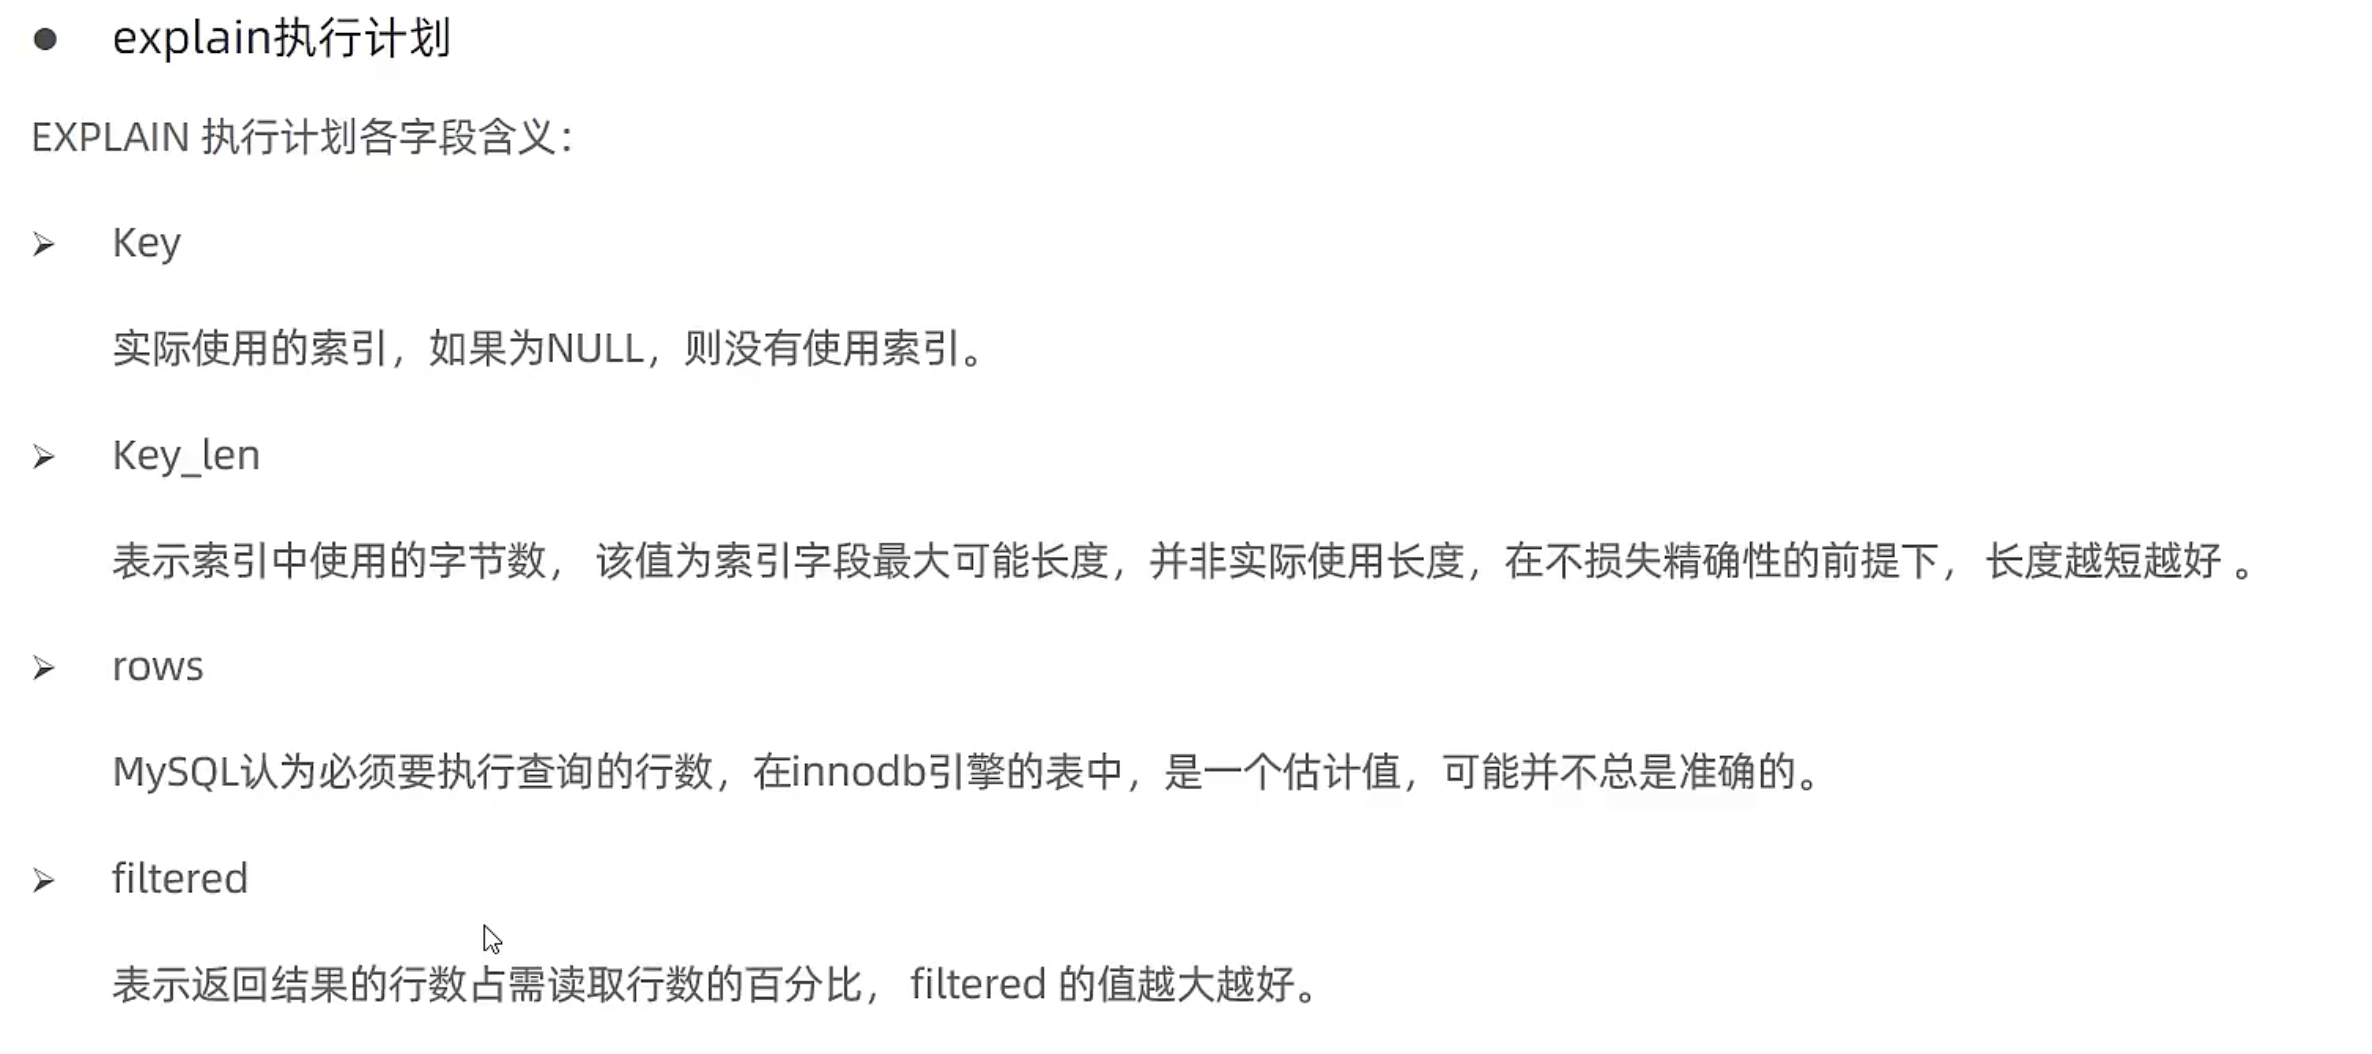 explain执行计划
EXPLAIN 执行计划各字段含义：
Key
实际使用的索引，如果为NULL，则没有使用索引。
Key_len
表示索引中使用的字节数， 该值为索引字段最大可能长度，并非实际使用长度，在不损失精确性的前提下， 长度越短越好 。
rows
MySQL认为必须要执行查询的行数，在innodb引擎的表中，是一个估计值，可能并不总是准确的。
filtered
表示返回结果的行数占需读取行数的百分比， filtered 的值越大越好。